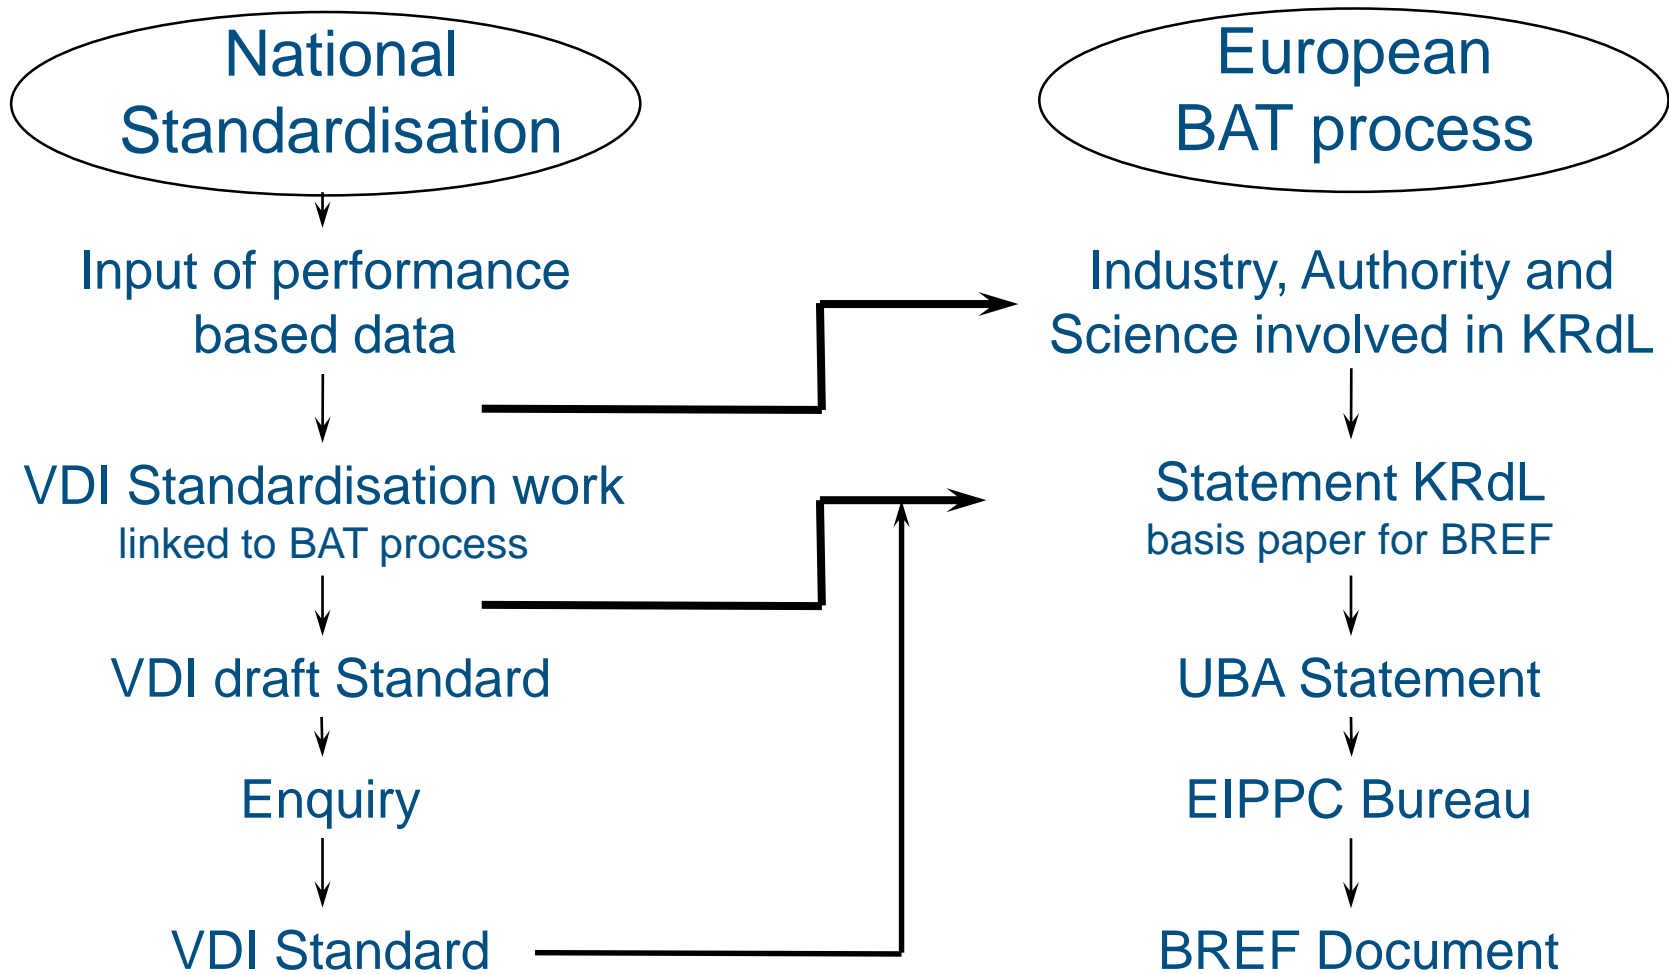 National
Standardisation
Input of performance
based data
VDI Standardisation work
linked to BAT process
VDI draft Standard
Enquiry
VDI Standard
European
BAT process
Industry, Authority and
Science involved in KRdL
Statement KRdL
basis paper for BREF
UBA Statement
EIPPC Bureau
BREF Document